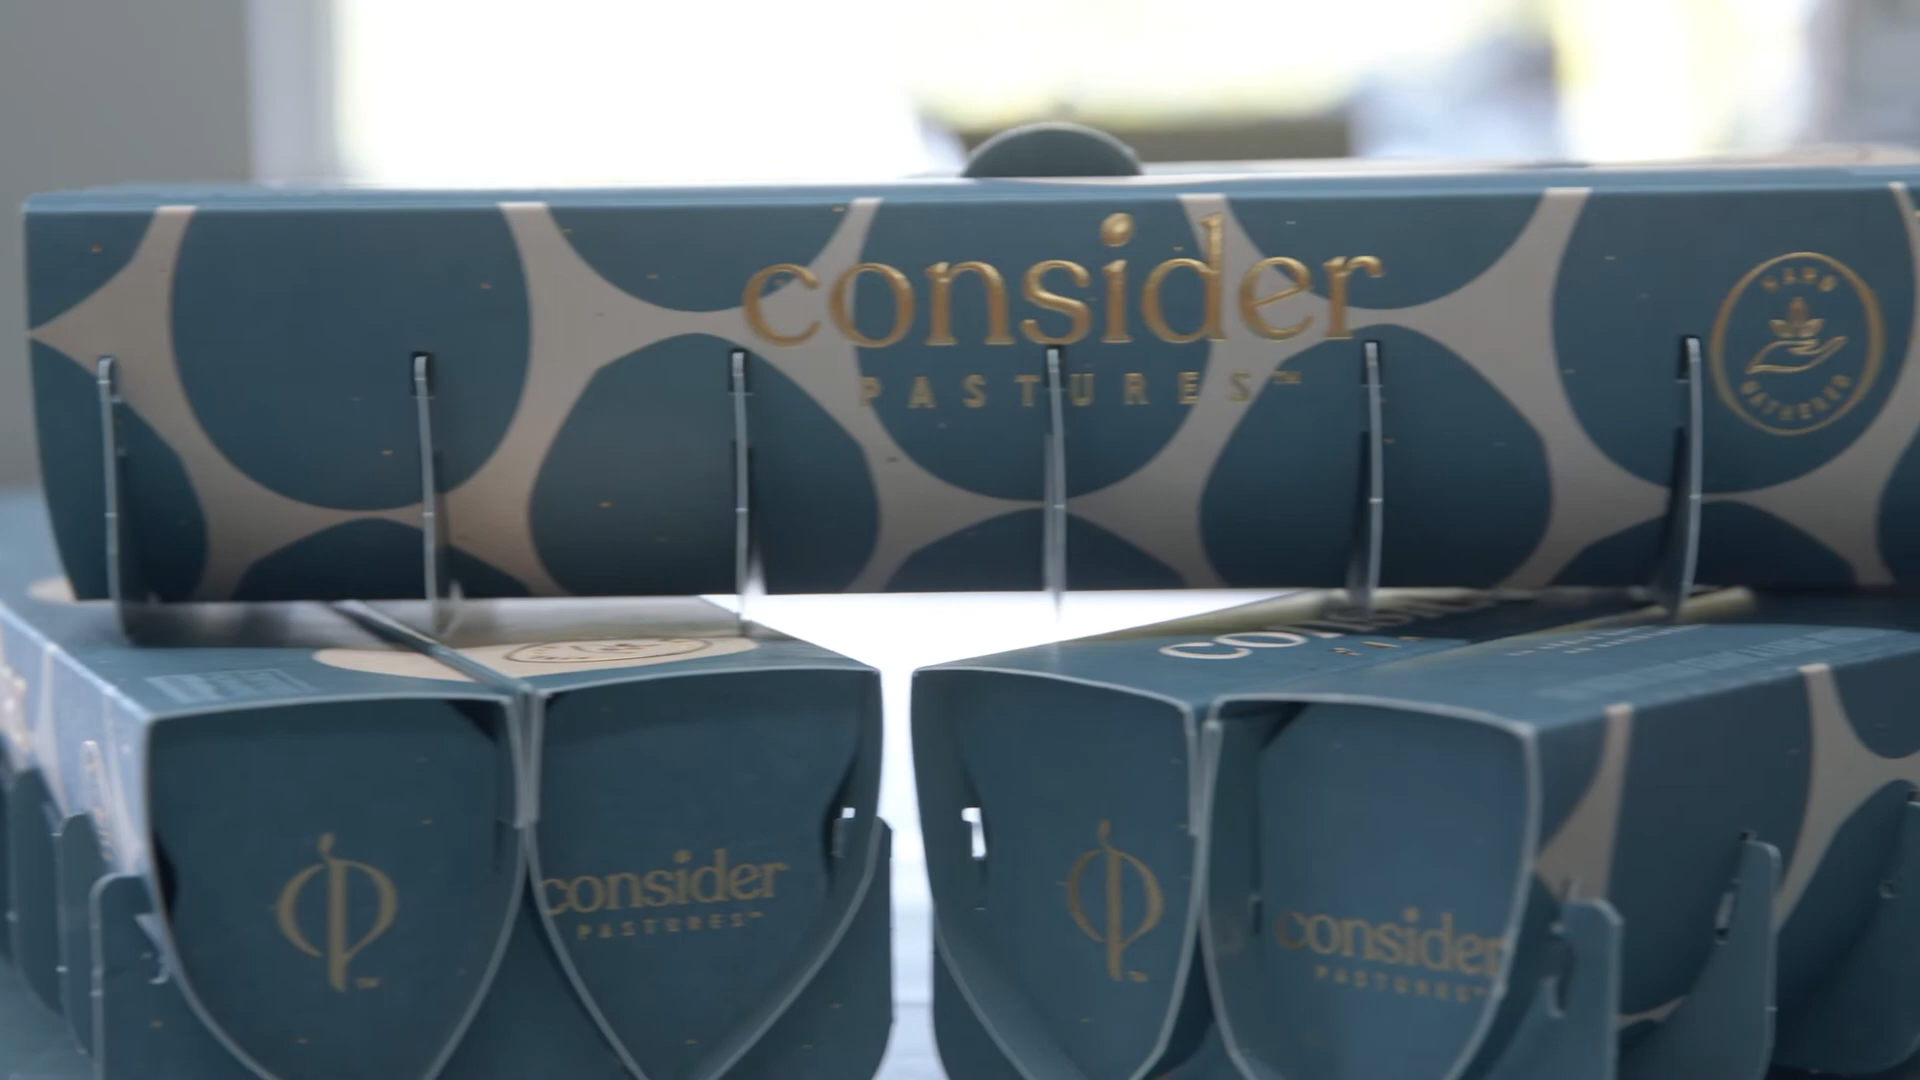 consider
PASTURES™
HAND
GATHERED
consider
PASTURES™
consider
PASTURES™